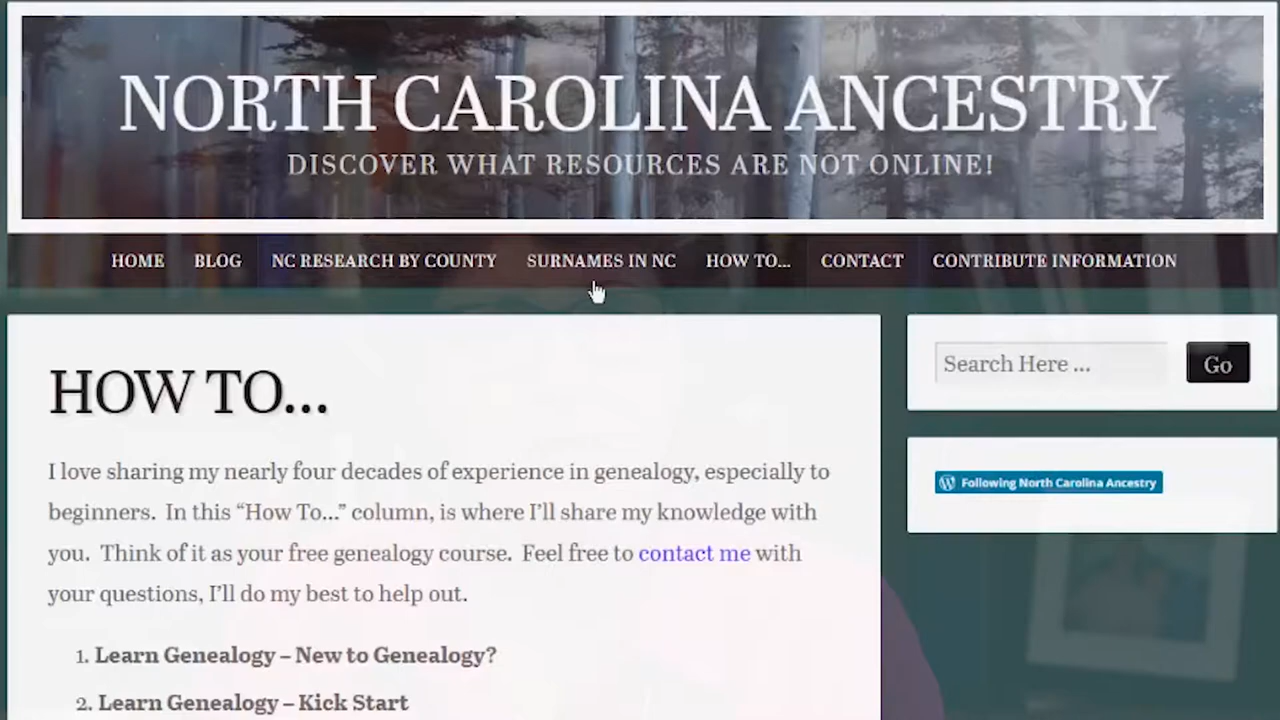 NORTH CAROLINA ANCESTRY
DISCOVER WHAT RESOURCES ARE NOT ONLINE!
HOME BLOG NC RESEARCH BY COUNTY SURNAMES IN NC HOW TO... CONTACT CONTRIBUTE INFORMATION
HOW TO...
I love sharing my nearly four decades of experience in genealogy, especially to
beginners.  In this “How To...” column, is where I’ll share my knowledge with
you.  Think of it as your free genealogy course.  Feel free to contact me with
your questions, I’ll do my best to help out.
1. Learn Genealogy – New to Genealogy?
2. Learn Genealogy – Kick Start
Search Here ... Go
Following North Carolina Ancestry